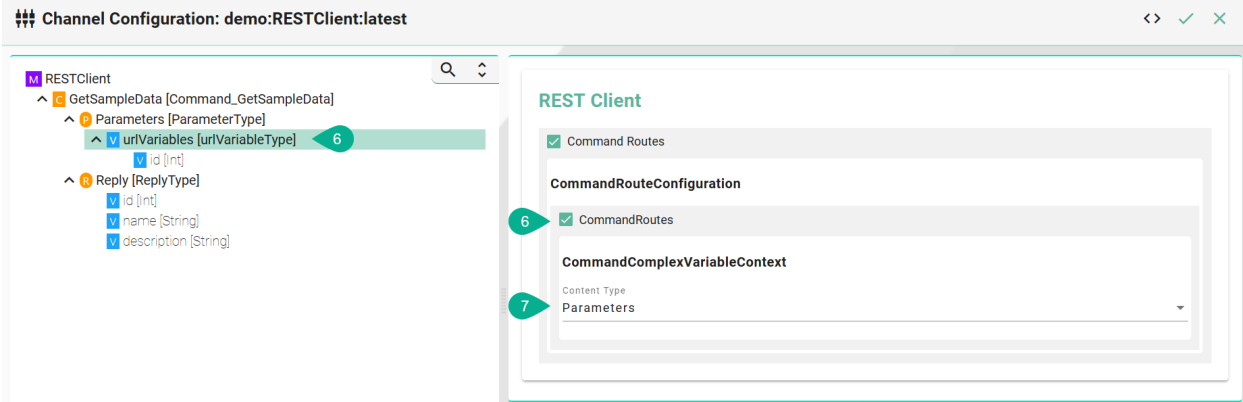 Channel Configuration: demo:RESTClient:latest
M RESTClient
C GetSampleData [Command_GetSampleData]
P Parameters [ParameterType]
V urlVariables [urlVariableType] 6
V id [Int]
R Reply [ReplyType]
V id [Int]
V name [String]
V description [String]
REST Client
Command Routes
CommandRouteConfiguration
6 CommandRoutes
CommandComplexVariableContext
Content Type
7 Parameters